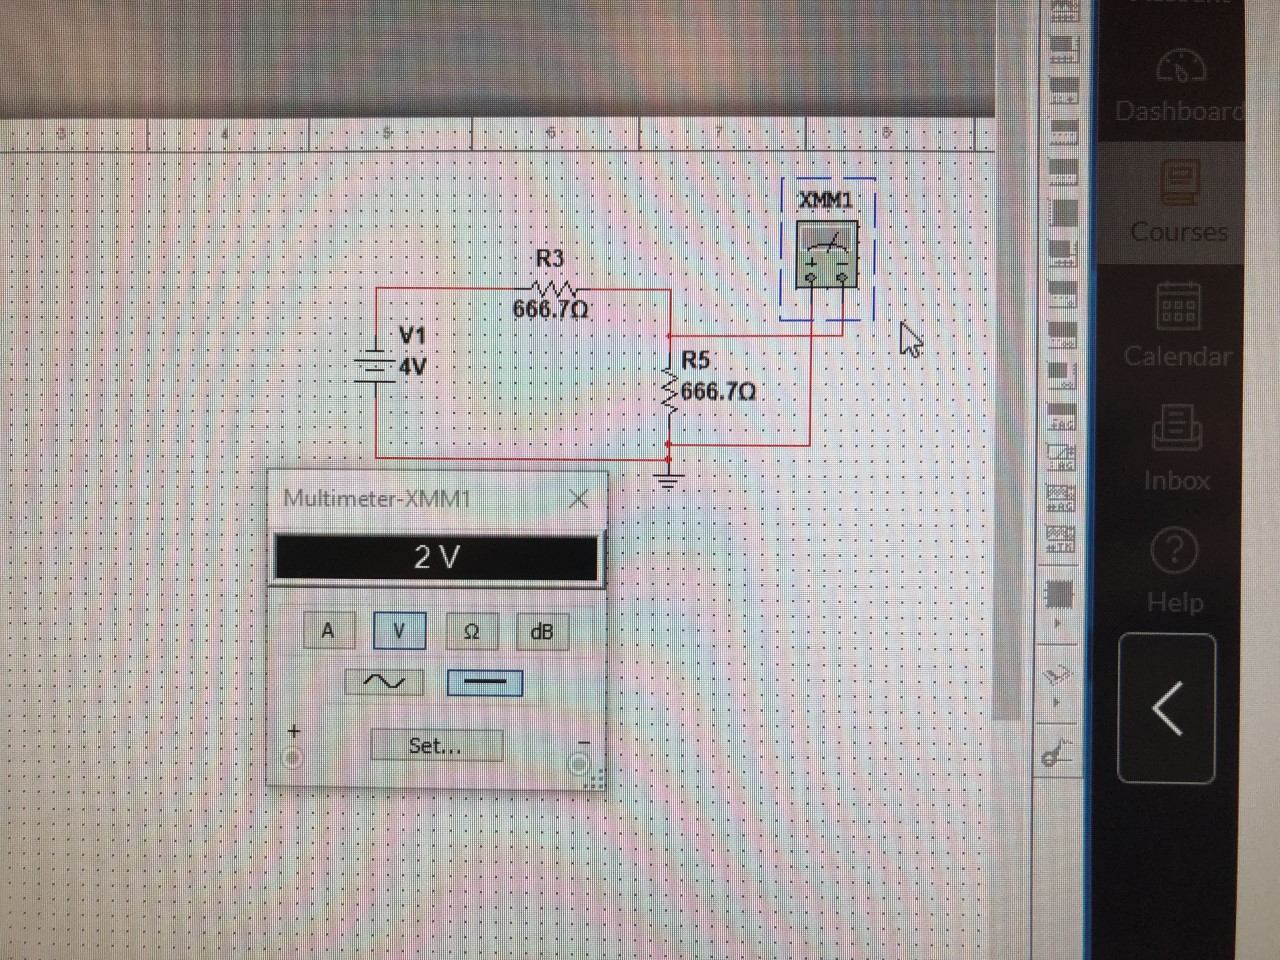 Dashboard
Courses
Calendar
Inbox
Help
3
4
5
6
7
8
XMM1
+
−
R3
666.7Ω
V1
4V
R5
666.7Ω
Multimeter-XMM1
2 V
A
V
Ω
dB
+
Set...
−